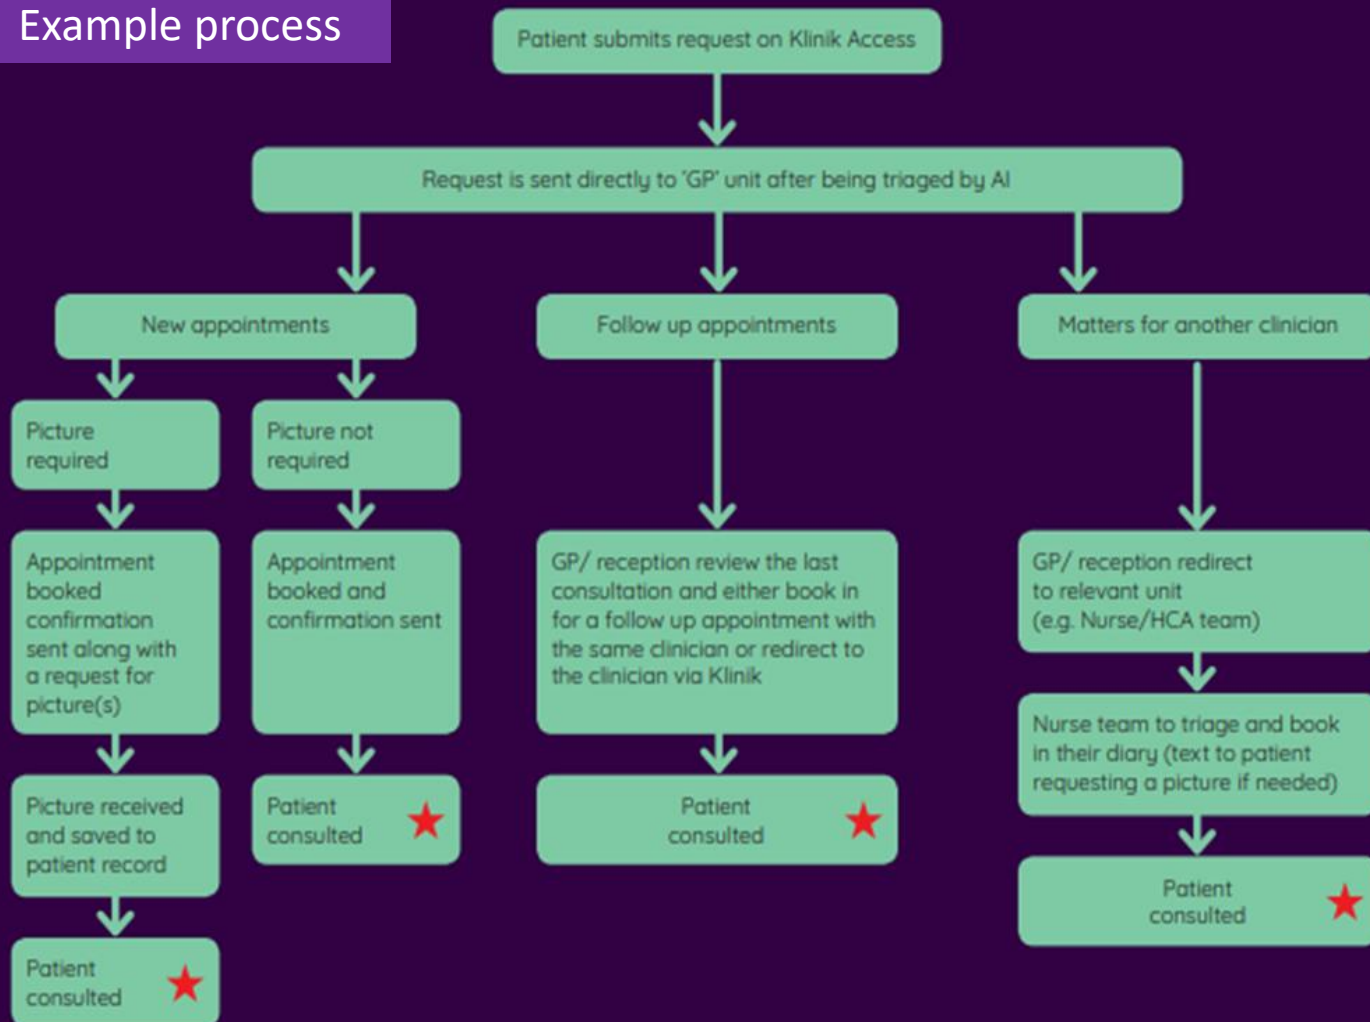 Example process
Patient submits request on Klinik Access
Request is sent directly to 'GP' unit after being triaged by AI
New appointments
Follow up appointments
Matters for another clinician
Picture
required
Picture not
required
Appointment
booked
confirmation
sent along with
a request for
picture(s)
Appointment
booked and
confirmation sent
GP/ reception review the last
consultation and either book in
for a follow up appointment with
the same clinician or redirect to
the clinician via Klinik
GP/ reception redirect
to relevant unit
(e.g. Nurse/HCA team)
Nurse team to triage and book
in their diary (text to patient
requesting a picture if needed)
Picture received
and saved to
patient record
Patient
consulted
Patient
consulted
Patient
consulted
Patient
consulted